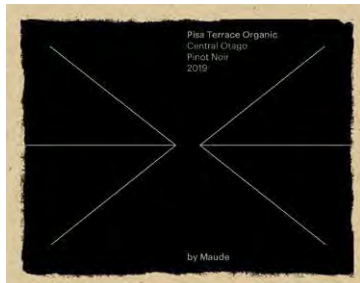 Pisa Terrace Organic
Central Otago
Pinot Noir
2019
by Maude